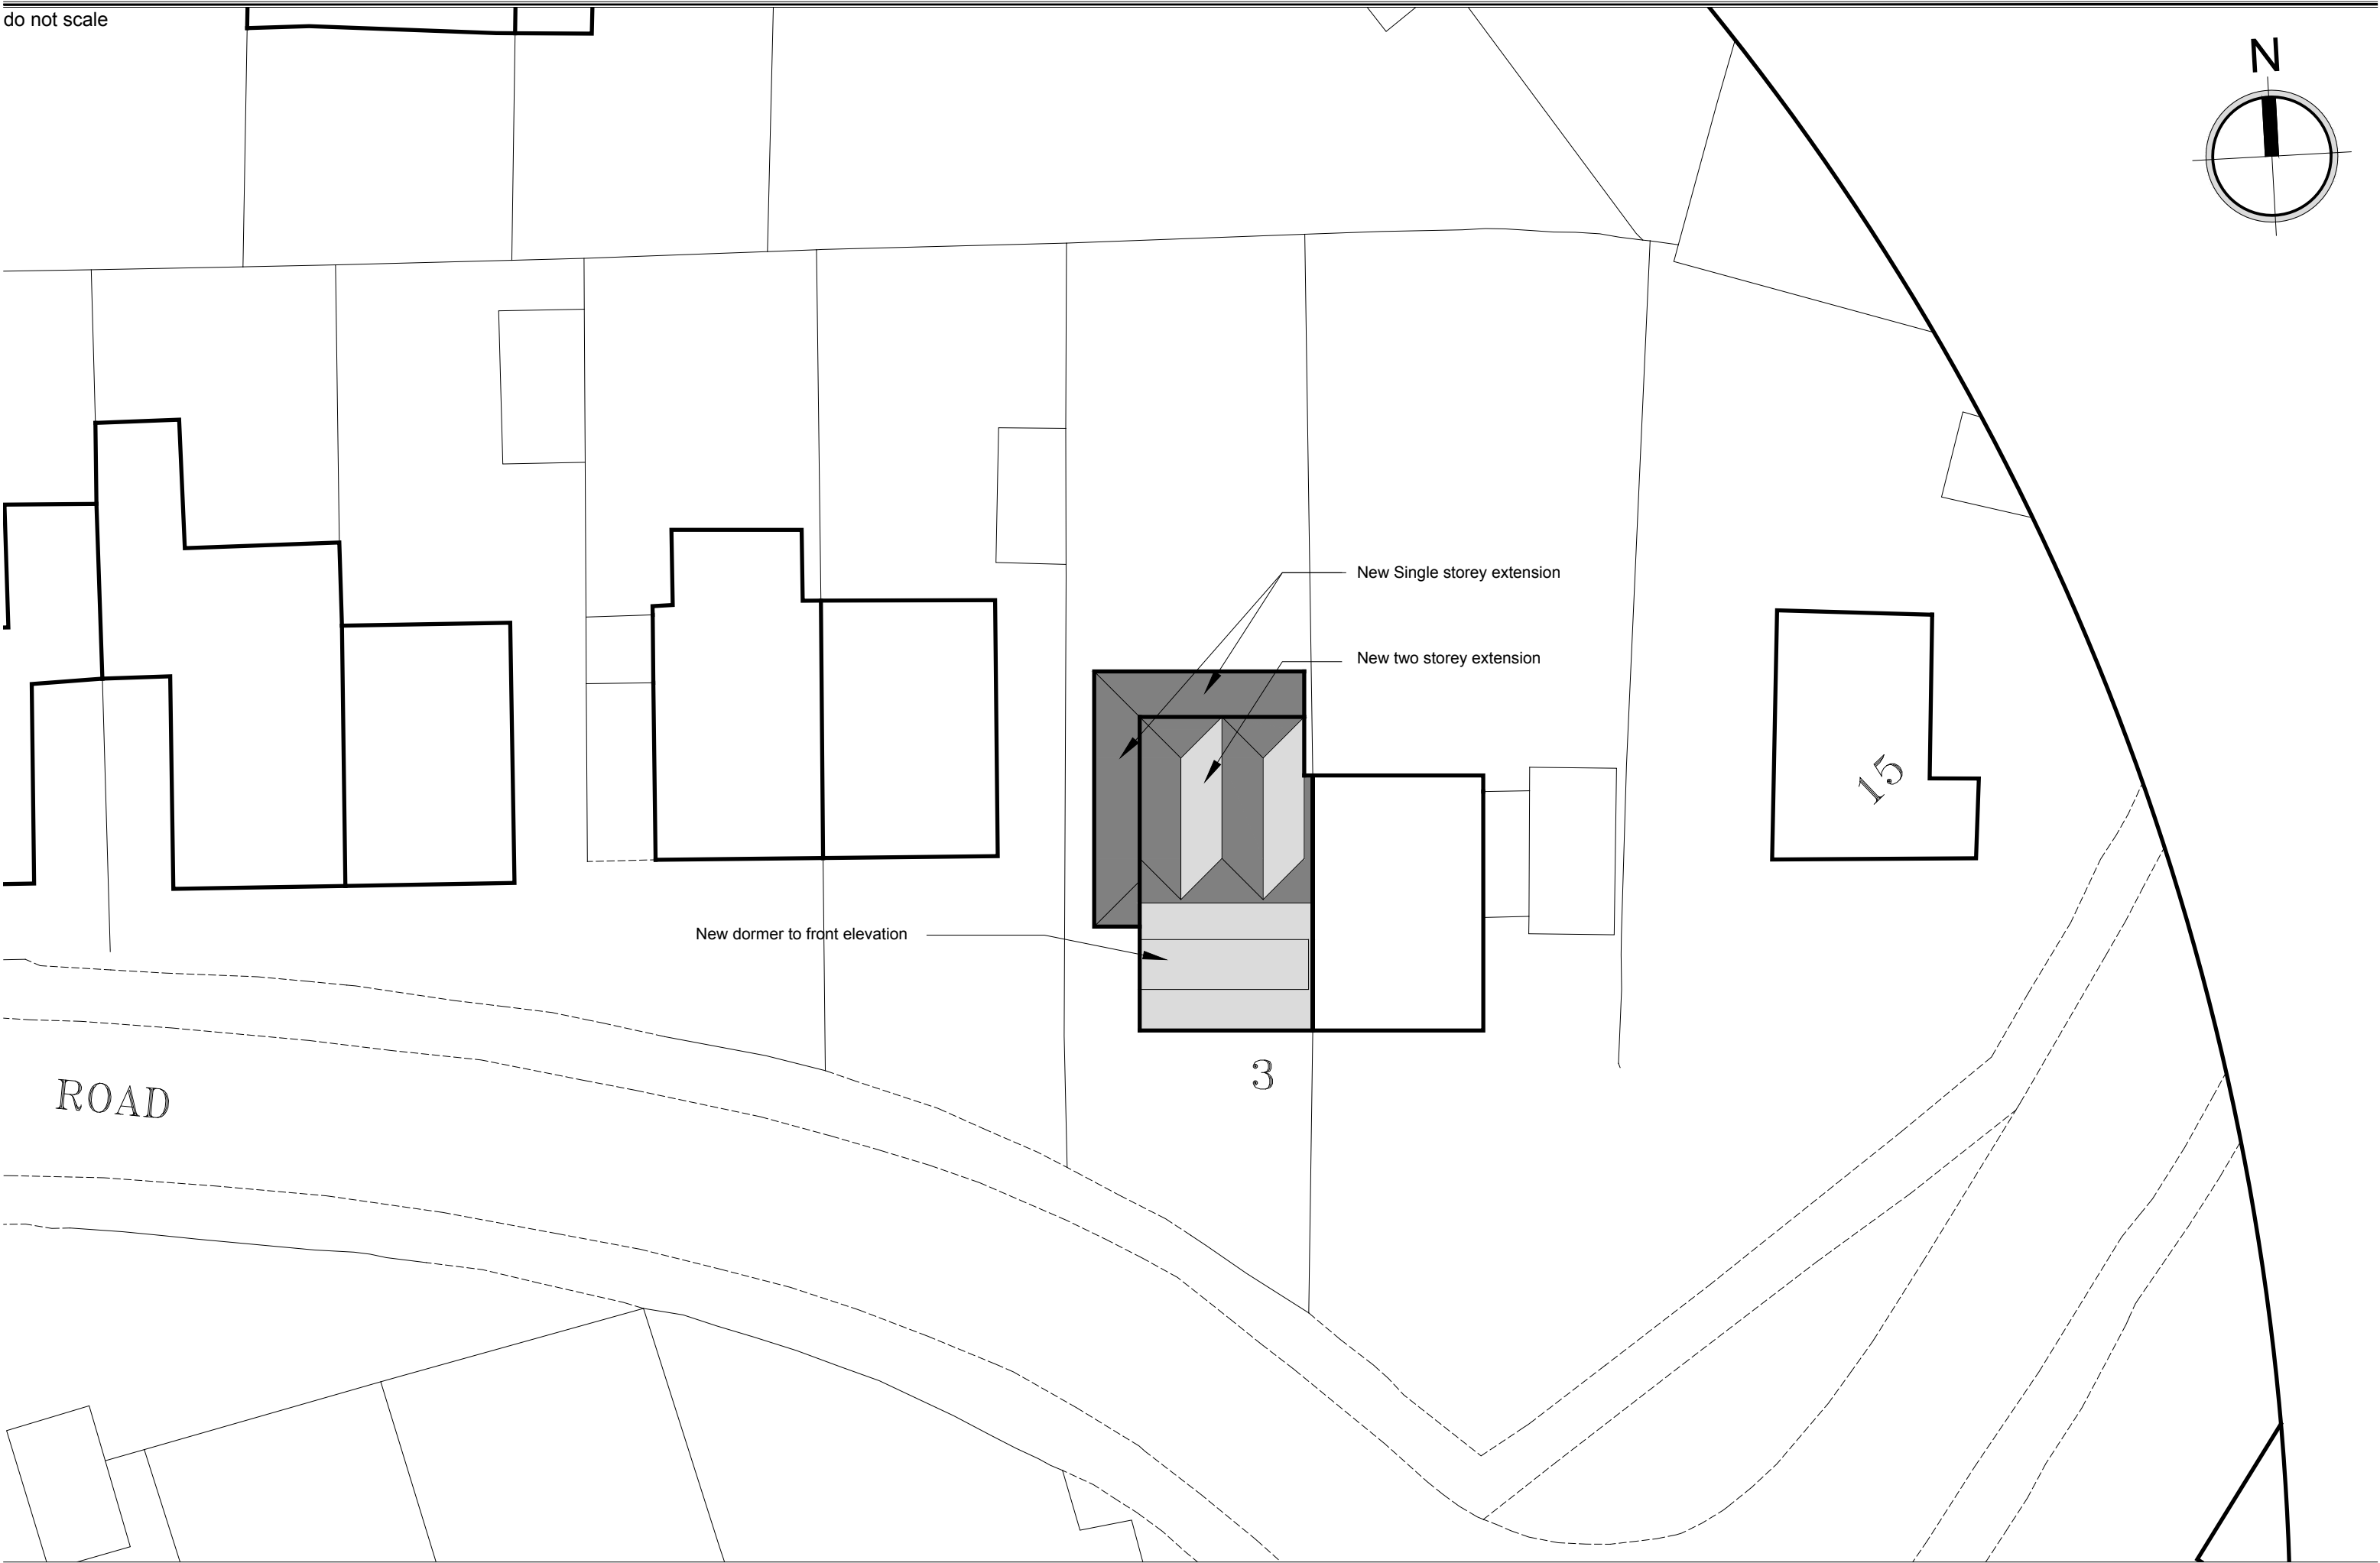 do not scale
N
New Single storey extension
New two storey extension
15
New dormer to front elevation
3
ROAD